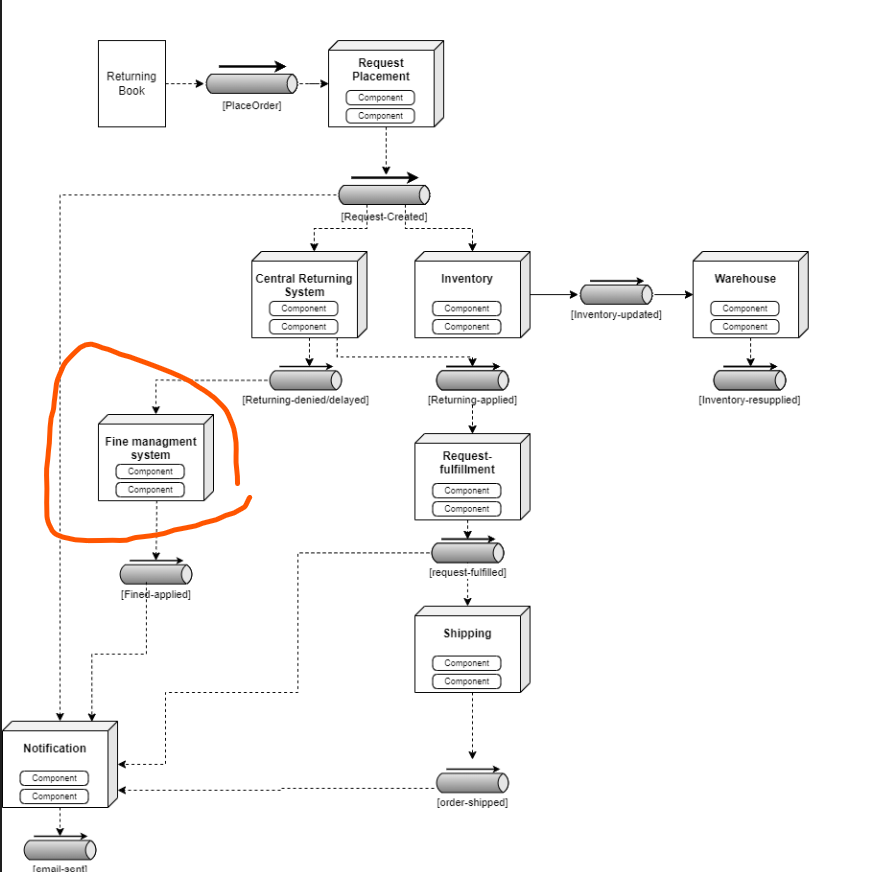 Returning
Book
[PlaceOrder]
Request
Placement
Component
Component
[Request-Created]
Central Returning
System
Component
Component
Inventory
Component
Component
[Inventory-updated]
Warehouse
Component
Component
[Returning-denied/delayed]
[Returning-applied]
[Inventory-resupplied]
Fine managment
system
Component
Component
Request-
fulfillment
Component
Component
[Fined-applied]
[request-fulfilled]
Shipping
Component
Component
Notification
Component
Component
[order-shipped]
[email-sent]